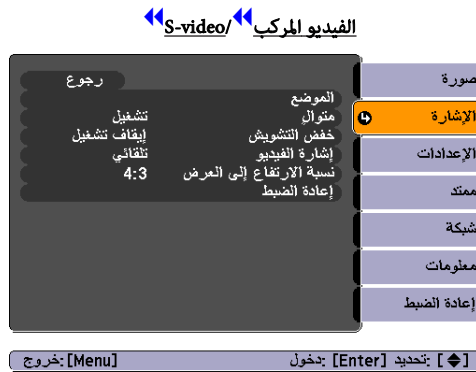 الفيديو المركب/S-video
رجوع
الموضع
متوالٍ تشغيل
خفض التشويش إيقاف تشغيل
إشارة الفيديو تلقائي
نسبة الارتفاع إلى العرض 4:3
إعادة الضبط
صورة
الإشارة
الإعدادات
ممتد
شبكة
معلومات
إعادة الضبط
[◆]: تحديد [Enter]: دخول [Menu]: خروج